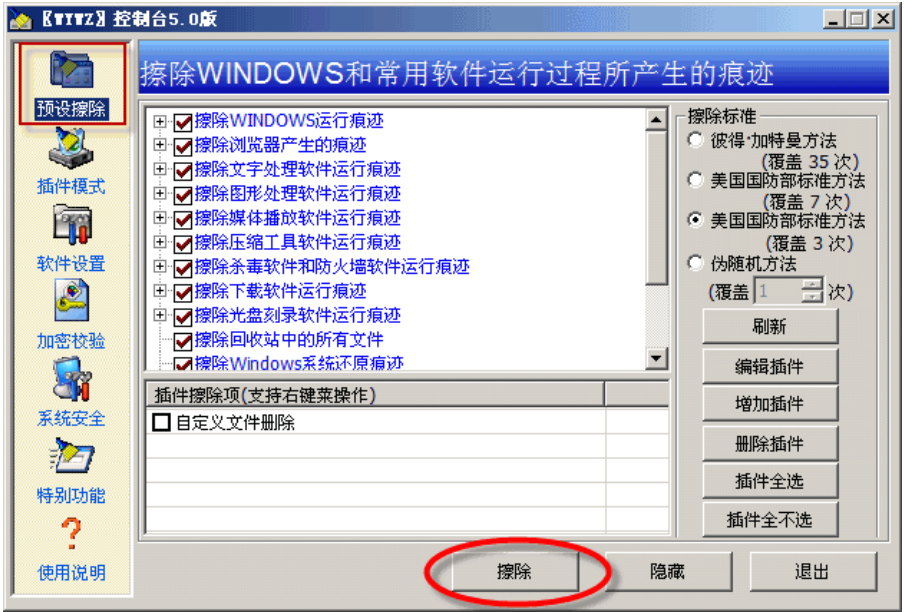 【WYWZ】控制台5.0版
预设擦除
插件模式
软件设置
加密校验
系统安全
特别功能
使用说明
擦除WINDOWS和常用软件运行过程所产生的痕迹
擦除WINDOWS运行痕迹
擦除浏览器产生的痕迹
擦除文字处理软件运行痕迹
擦除图形处理软件运行痕迹
擦除媒体播放软件运行痕迹
擦除压缩工具软件运行痕迹
擦除杀毒软件和防火墙软件运行痕迹
擦除下载软件运行痕迹
擦除光盘刻录软件运行痕迹
擦除回收站中的所有文件
擦除Windows系统还原痕迹
插件擦除项(支持右键菜操作)
自定义文件删除
擦除标准
彼得·加特曼方法
(覆盖 35 次)
美国国防部标准方法
(覆盖 7 次)
美国国防部标准方法
(覆盖 3 次)
伪随机方法
(覆盖 1 次)
刷新
编辑插件
增加插件
删除插件
插件全选
插件全不选
擦除
隐藏
退出